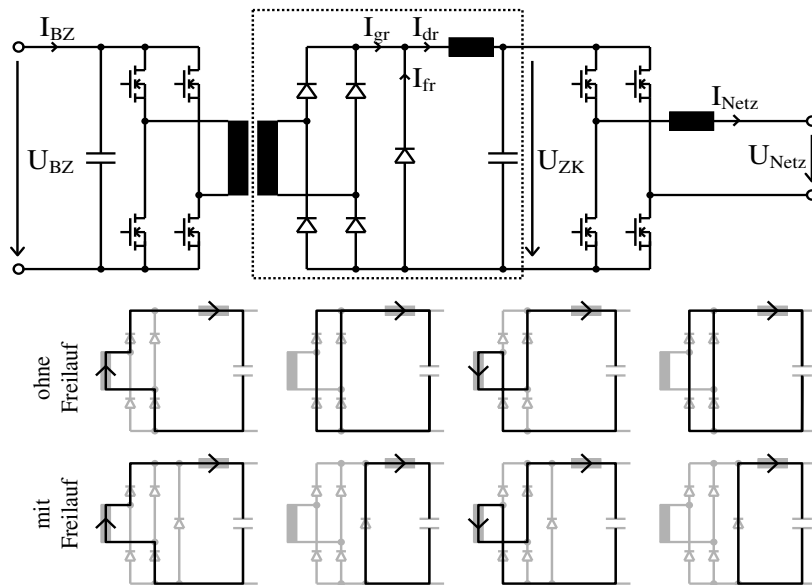 I_BZ
I_gr
I_dr
I_fr
I_Netz
U_BZ
U_ZK
U_Netz
ohne
Freilauf
mit
Freilauf